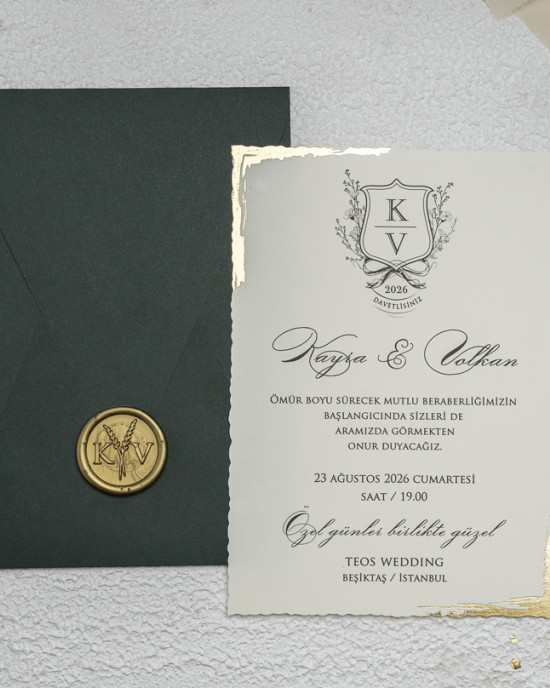 K
V
2026
DAVETLİSİNİZ
Kayra & Volkan
ÖMÜR BOYU SÜRECEK MUTLU BERABERLİĞİMİZİN
BAŞLANGICINDA SİZLERİ DE
ARAMIZDA GÖRMEKTEN
ONUR DUYACAĞIZ.
23 AĞUSTOS 2026 CUMARTESİ
SAAT / 19.00
Özel günler birlikte güzel
TEOS WEDDING
BEŞİKTAŞ / İSTANBUL
K V